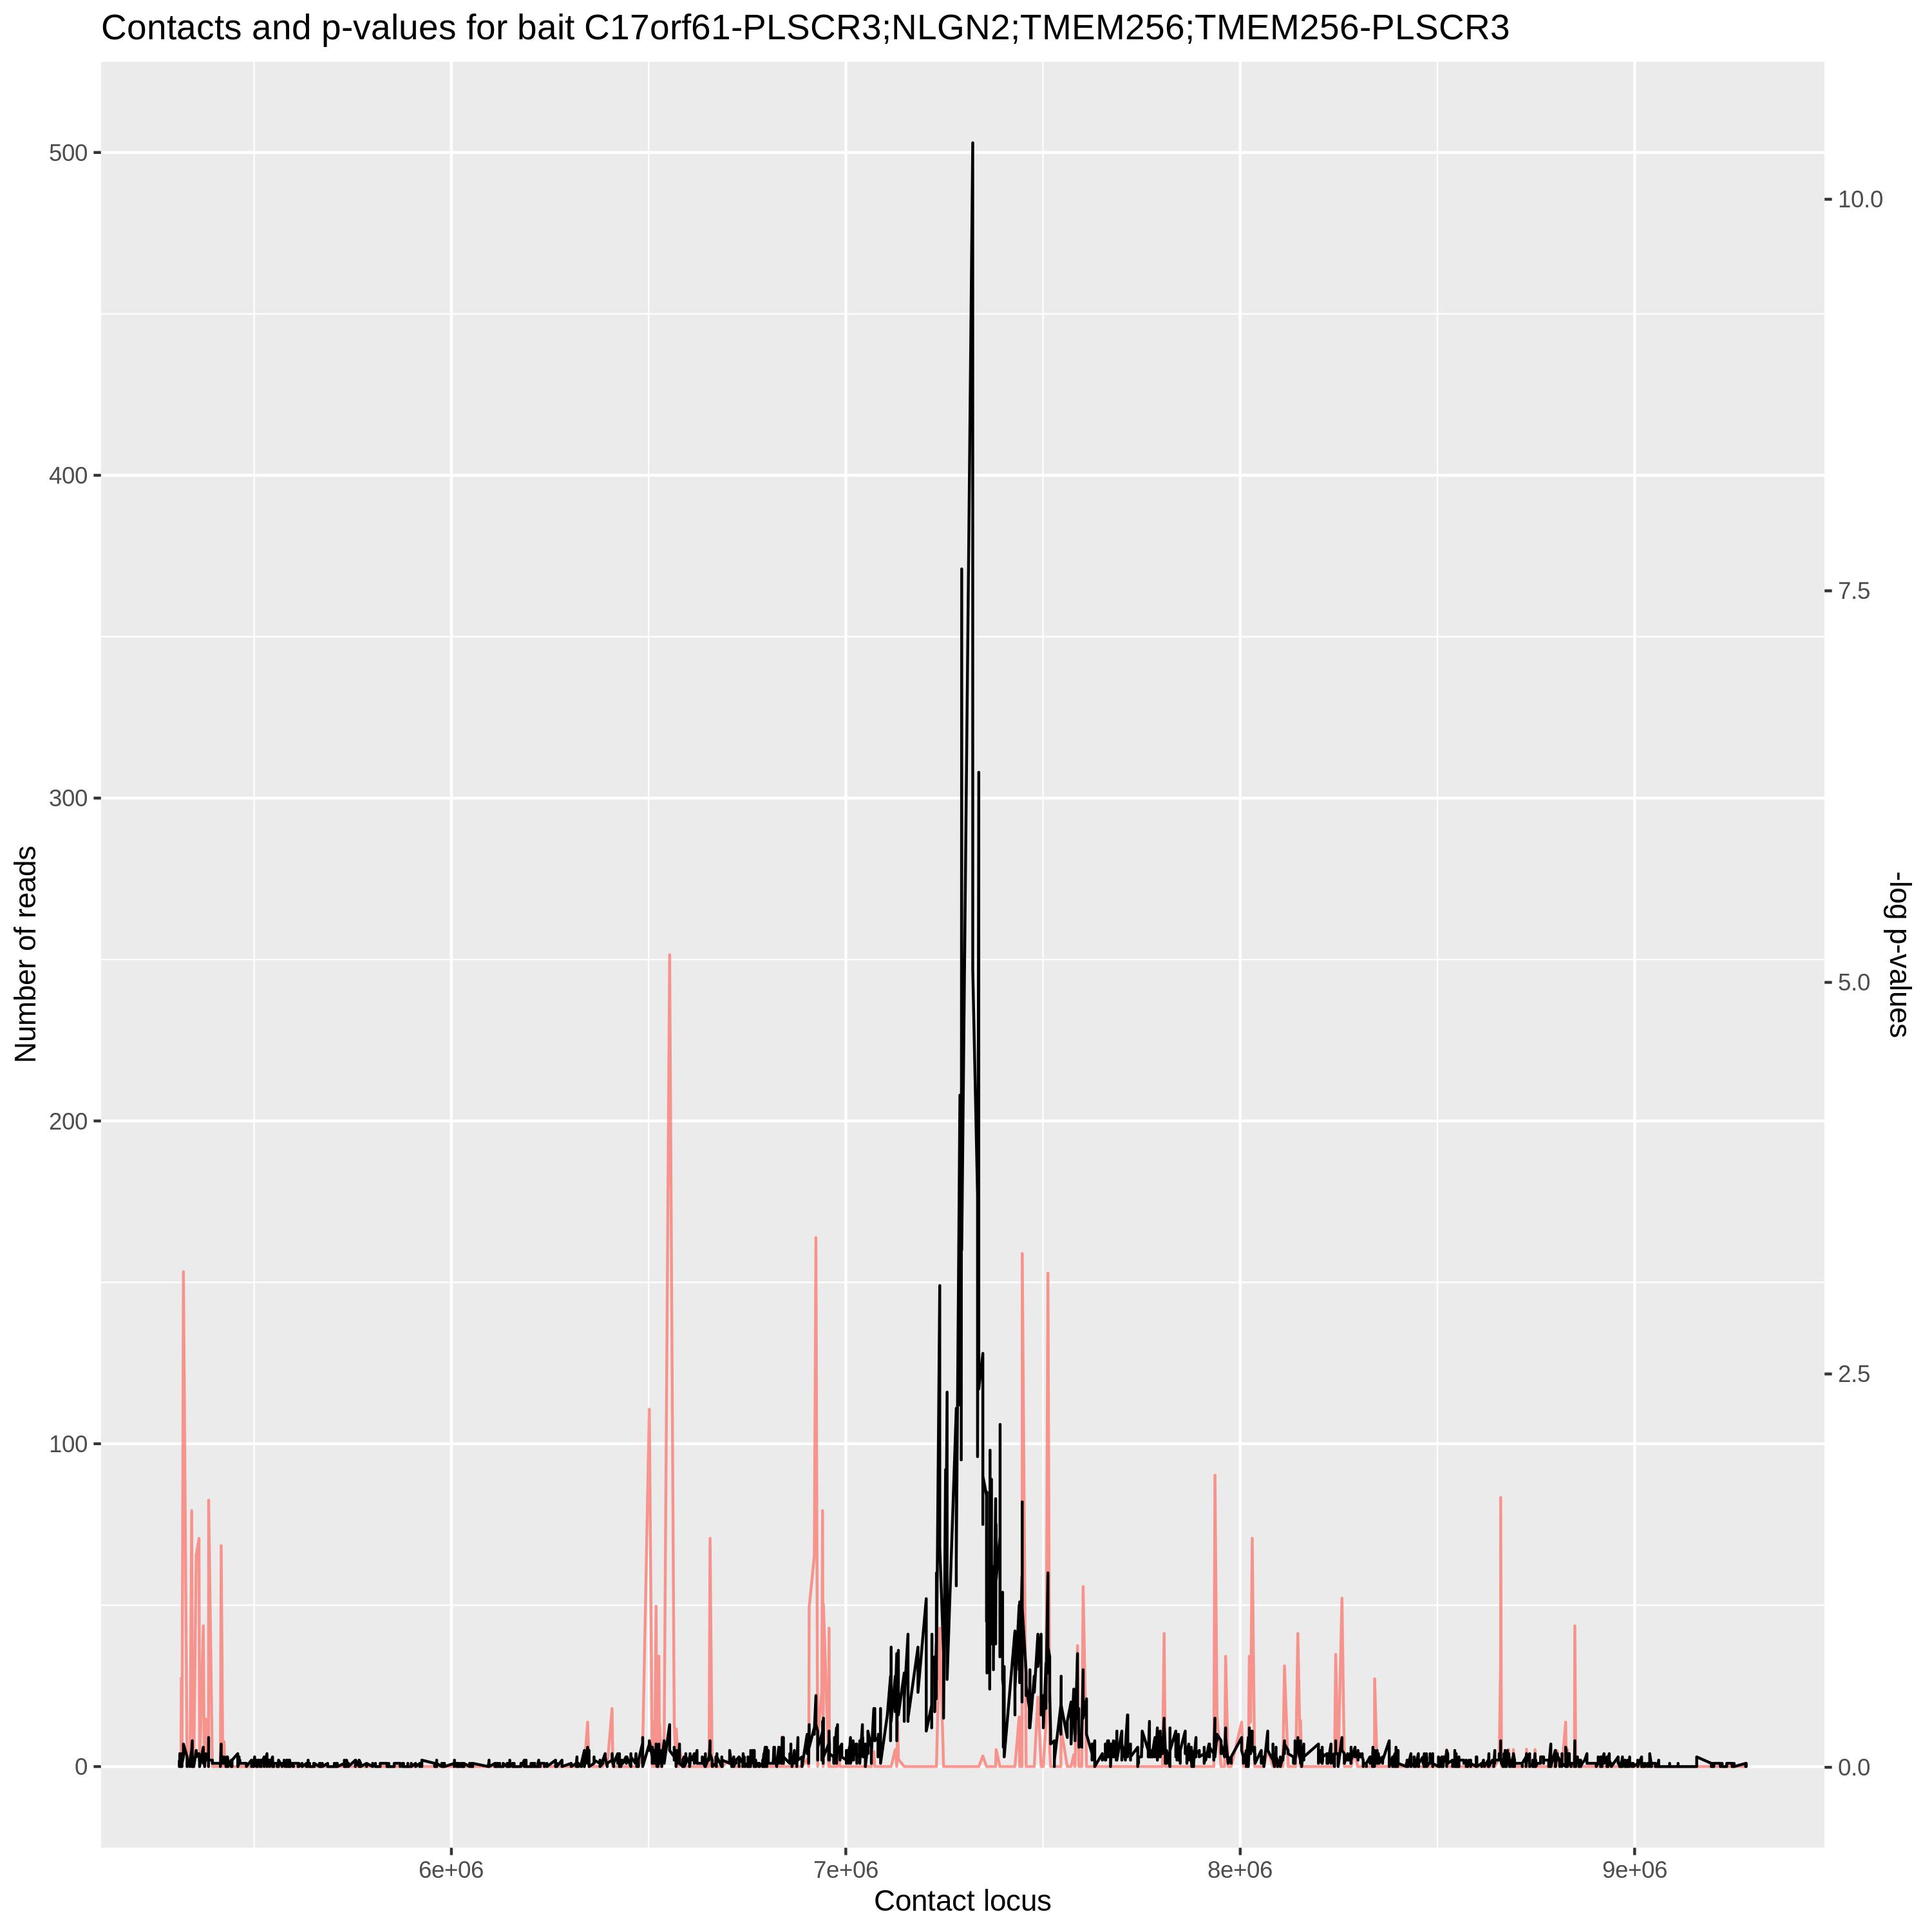 Contacts and p-values for bait C17orf61-PLSCR3;NLGN2;TMEM256;TMEM256-PLSCR3
500
400
300
200
100
0
Number of reads
10.0
7.5
5.0
2.5
0.0
-log p-values
6e+06
7e+06
8e+06
9e+06
Contact locus